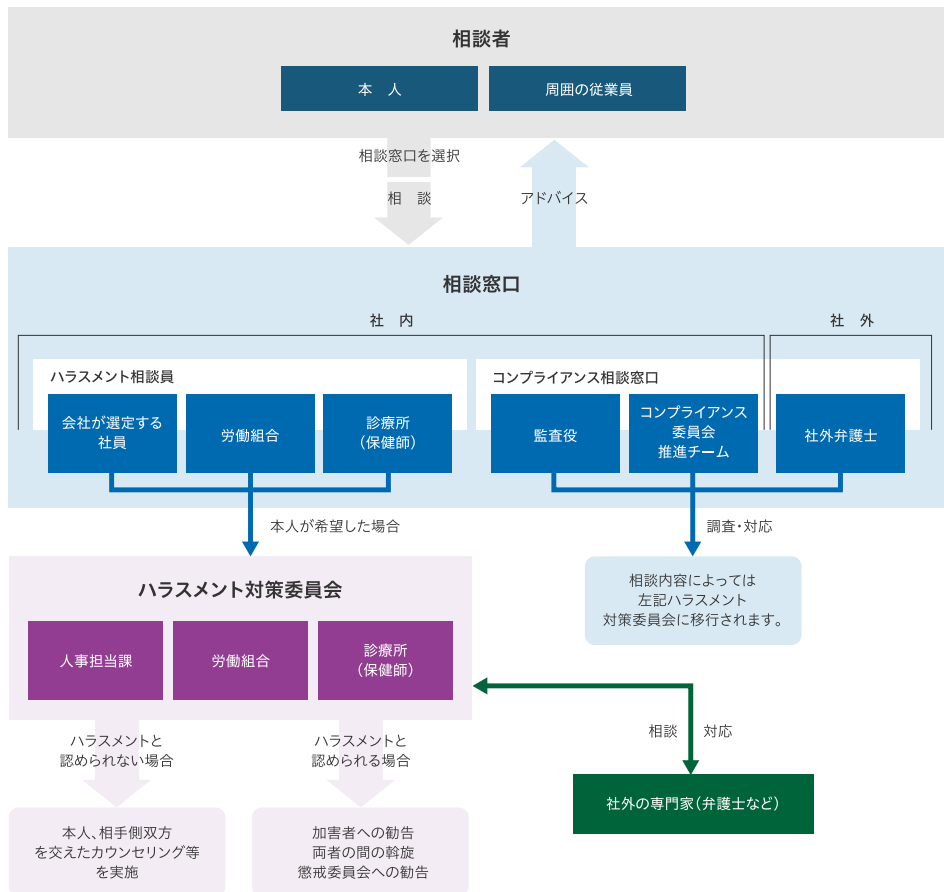 相談者
本　人
周囲の従業員
相談窓口を選択
相　談
アドバイス
相談窓口
社　内
社　外
ハラスメント相談員
コンプライアンス相談窓口
会社が選定する
社員
労働組合
診療所
（保健師）
監査役
コンプライアンス
委員会
推進チーム
社外弁護士
本人が希望した場合
調査・対応
ハラスメント対策委員会
人事担当課
労働組合
診療所
（保健師）
相談内容によっては
左記ハラスメント
対策委員会に移行されます。
ハラスメントと
認められない場合
ハラスメントと
認められる場合
相談
対応
社外の専門家（弁護士など）
本人、相手側双方
を交えたカウンセリング等
を実施
加害者への勧告
両者の間の斡旋
懲戒委員会への勧告